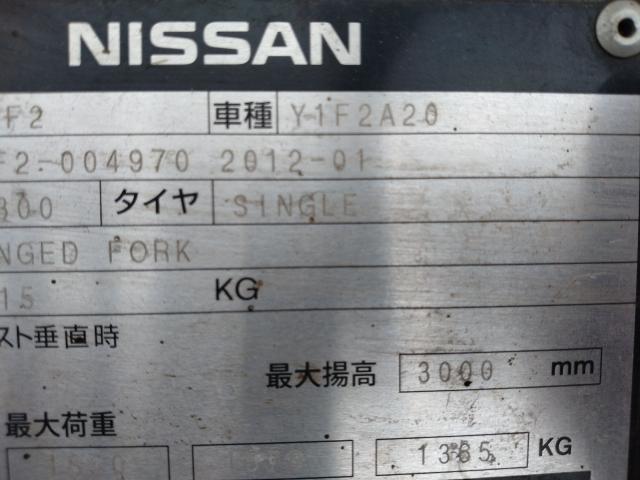 NISSAN
F2 車種 Y1F2A20
F2-004970 2012-01
300 タイヤ SINGLE
NGED FORK
15 KG
スト垂直時
最大揚高 3000 mm
最大荷重
1365 KG